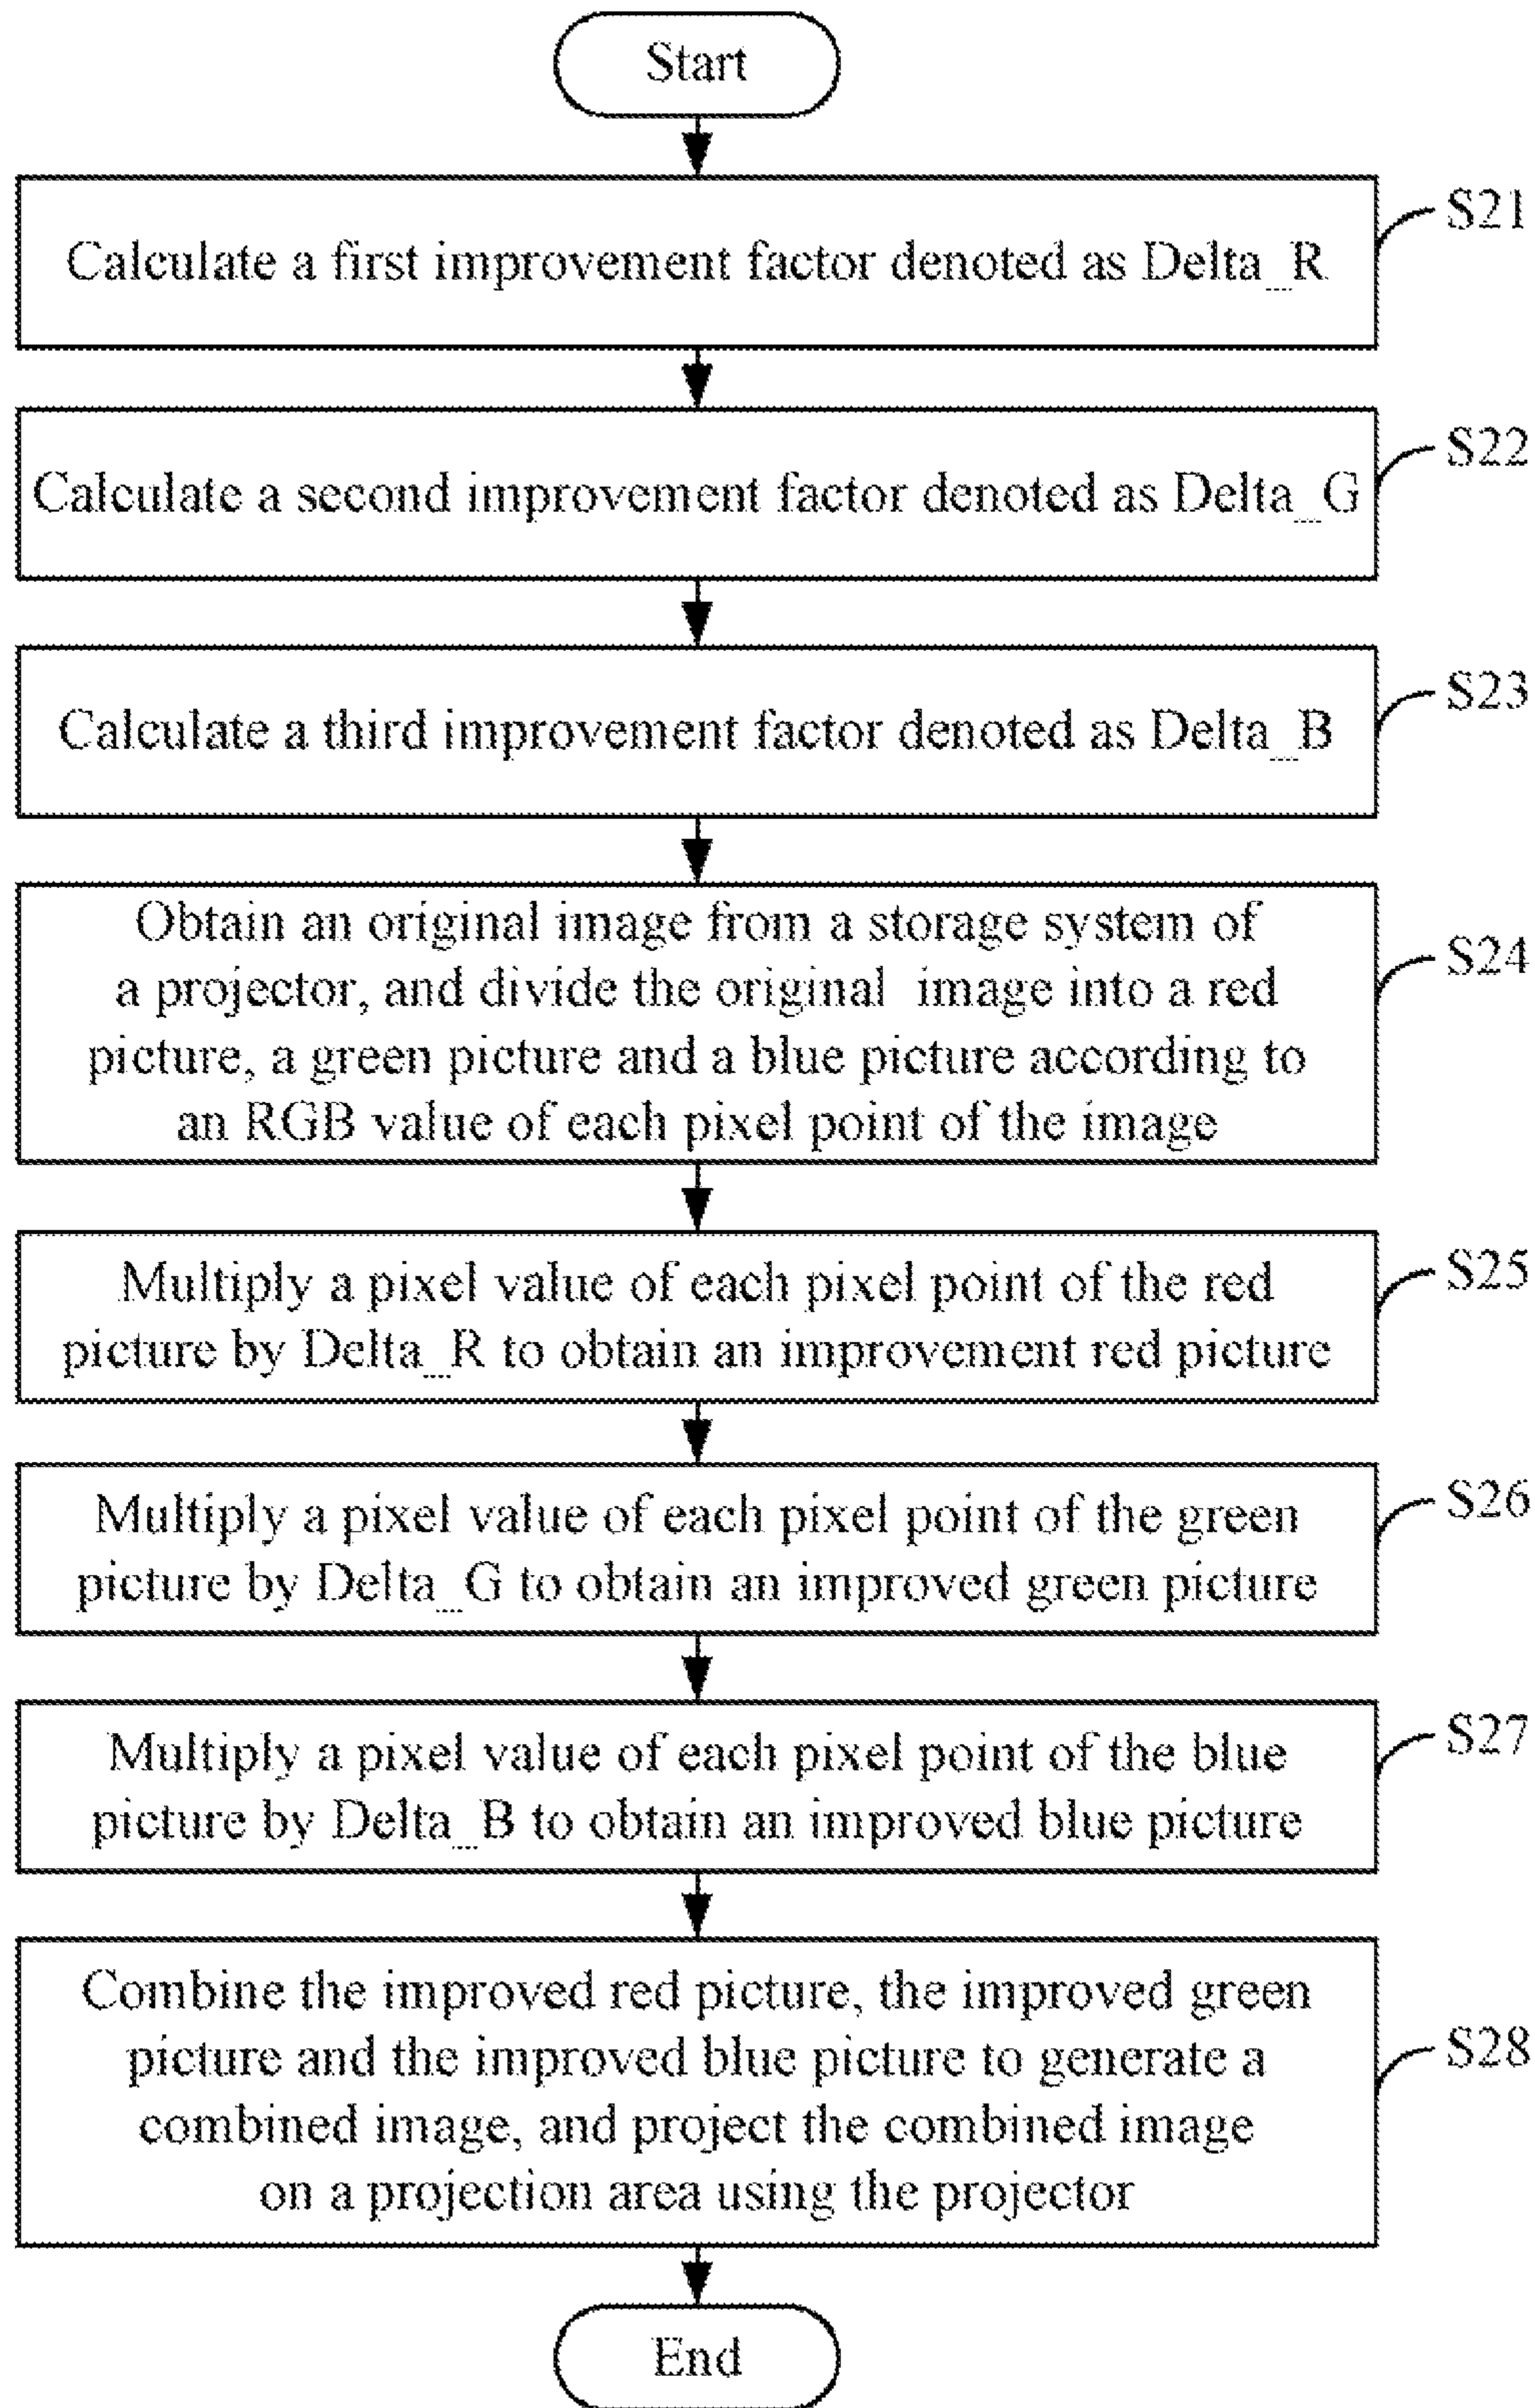 Start
Calculate a first improvement factor denoted as Delta_R
S21
Calculate a second improvement factor denoted as Delta_G
S22
Calculate a third improvement factor denoted as Delta_B
S23
Obtain an original image from a storage system of
a projector, and divide the original image into a red
picture, a green picture and a blue picture according to
an RGB value of each pixel point of the image
S24
Multiply a pixel value of each pixel point of the red
picture by Delta_R to obtain an improvement red picture
S25
Multiply a pixel value of each pixel point of the green
picture by Delta_G to obtain an improved green picture
S26
Multiply a pixel value of each pixel point of the blue
picture by Delta_B to obtain an improved blue picture
S27
Combine the improved red picture, the improved green
picture and the improved blue picture to generate a
combined image, and project the combined image
on a projection area using the projector
S28
End